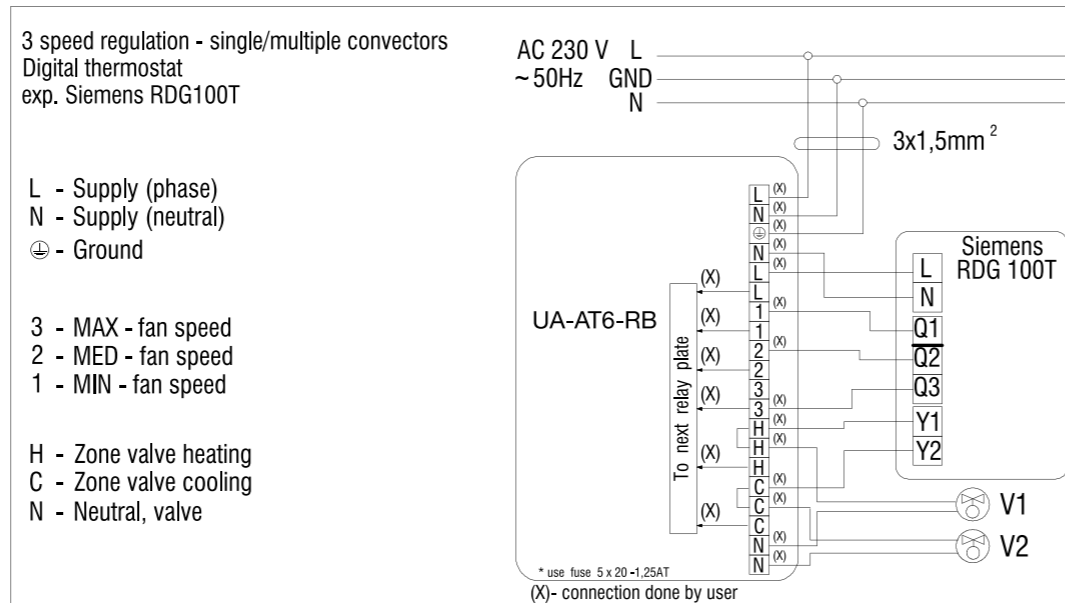 3 speed regulation - single/multiple convectors
Digital thermostat
exp. Siemens RDG100T
L - Supply (phase)
N - Supply (neutral)
⏚ - Ground
3 - MAX - fan speed
2 - MED - fan speed
1 - MIN - fan speed
H - Zone valve heating
C - Zone valve cooling
N - Neutral, valve
AC 230 V L
~ 50Hz GND
N
3x1,5mm²
UA-AT6-RB
To next relay plate
(X)
(X)
(X)
(X)
(X)
(X)
L (X)
N (X)
⏚ (X)
N (X)
L (X)
L
1 (X)
1
2 (X)
2
3
3 (X)
H (X)
H (X)
H
C (X)
C (X)
C
N (X)
N (X)
* use fuse 5 x 20 -1,25AT
(X)- connection done by user
Siemens
RDG 100T
L
N
Q1
Q2
Q3
Y1
Y2
V1
V2